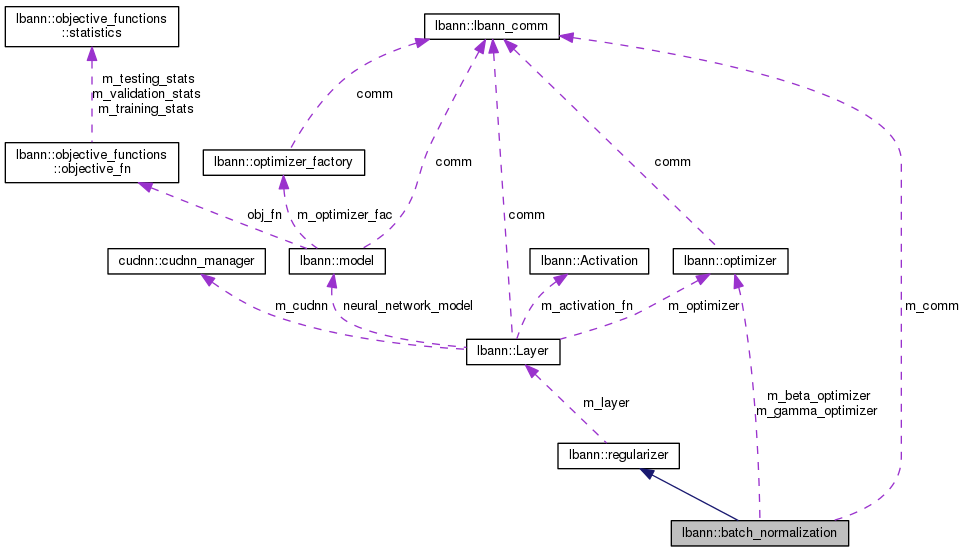 lbann::objective_functions
::statistics
lbann::lbann_comm
m_testing_stats
m_validation_stats
m_training_stats
comm
lbann::objective_functions
::objective_fn
lbann::optimizer_factory
comm
comm
obj_fn
m_optimizer_fac
comm
cudnn::cudnn_manager
lbann::model
lbann::Activation
lbann::optimizer
m_cudnn
neural_network_model
m_activation_fn
m_optimizer
m_comm
lbann::Layer
m_layer
m_beta_optimizer
m_gamma_optimizer
lbann::regularizer
lbann::batch_normalization